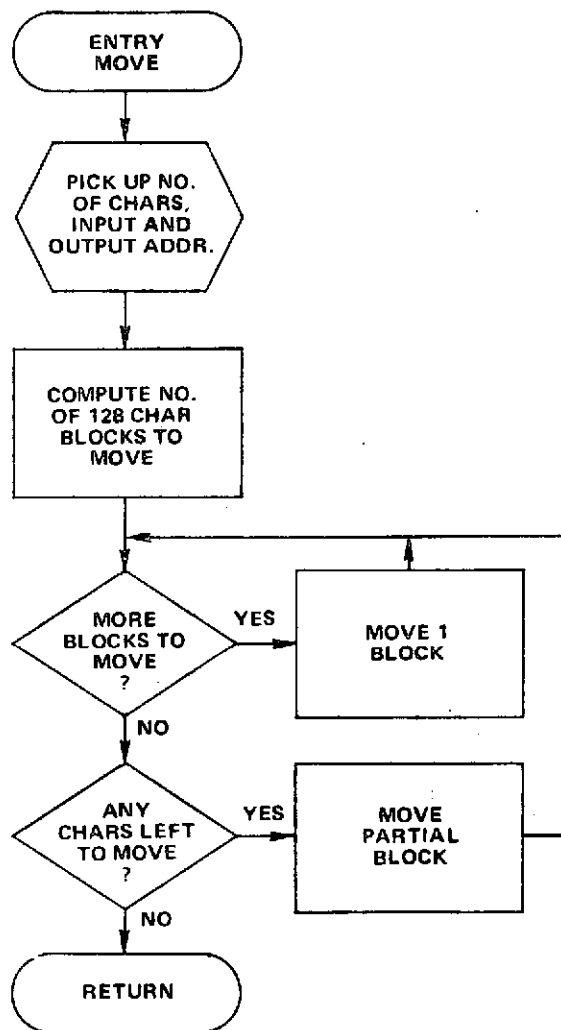 ENTRY
MOVE
PICK UP NO.
OF CHARS,
INPUT AND
OUTPUT ADDR.
COMPUTE NO.
OF 128 CHAR
BLOCKS TO
MOVE
MORE
BLOCKS TO
MOVE
?
YES
MOVE 1
BLOCK
NO
ANY
CHARS LEFT
TO MOVE
?
YES
MOVE
PARTIAL
BLOCK
NO
RETURN